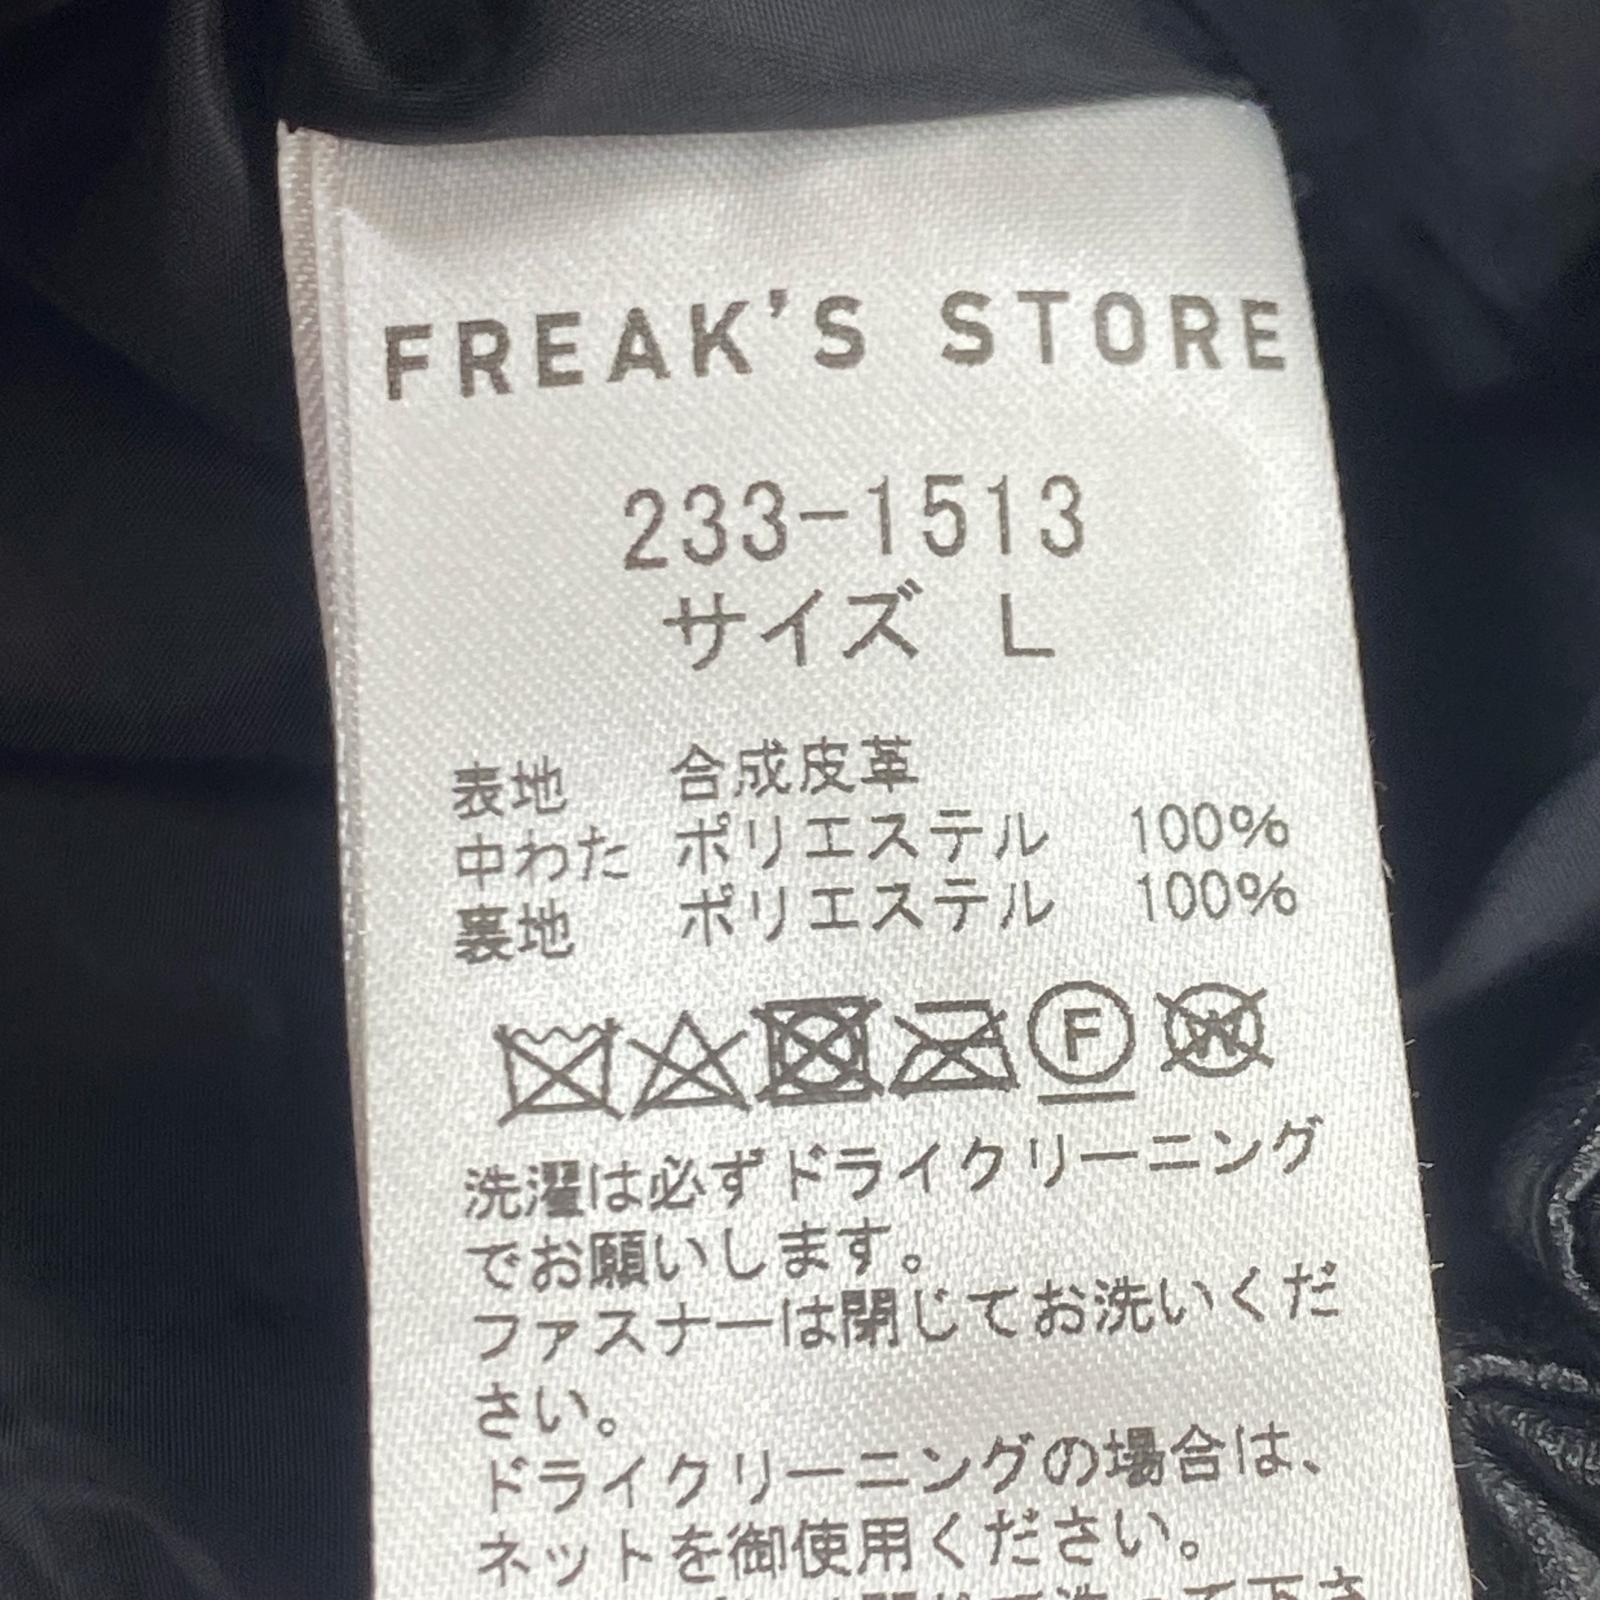 FREAK'S STORE
233-1513
サイズ L
表地 合成皮革
中わた ポリエステル 100%
裏地 ポリエステル 100%
F W
洗濯は必ずドライクリーニング
でお願いします。
ファスナーは閉じてお洗いくだ
さい。
ドライクリーニングの場合は、
ネットを御使用ください。